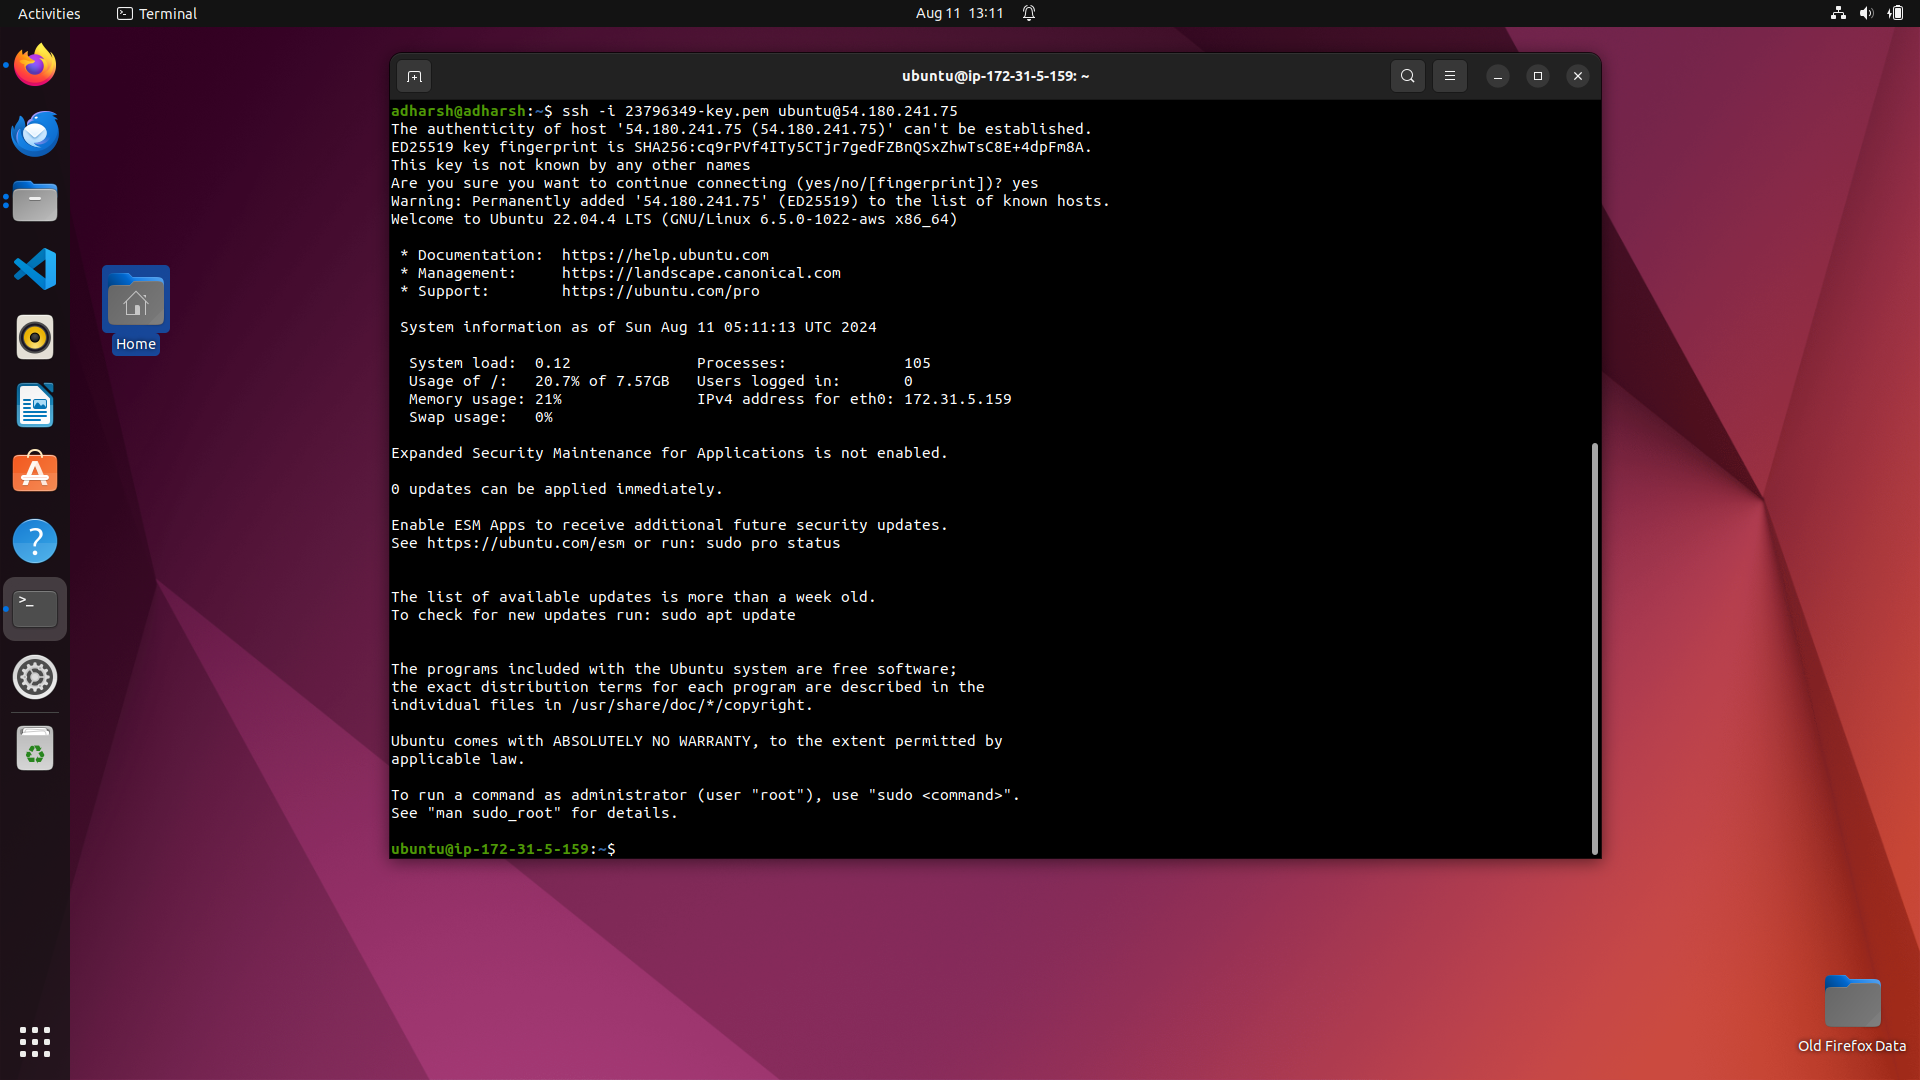 Activities
Terminal
Aug 11 13:11
ubuntu@ip-172-31-5-159: ~
adharsh@adharsh:~$ ssh -i 23796349-key.pem ubuntu@54.180.241.75
The authenticity of host '54.180.241.75 (54.180.241.75)' can't be established.
ED25519 key fingerprint is SHA256:cq9rPVf4ITy5CTjr7gedFZBnQSxZhwTsC8E+4dpFm8A.
This key is not known by any other names
Are you sure you want to continue connecting (yes/no/[fingerprint])? yes
Warning: Permanently added '54.180.241.75' (ED25519) to the list of known hosts.
Welcome to Ubuntu 22.04.4 LTS (GNU/Linux 6.5.0-1022-aws x86_64)
* Documentation:  https://help.ubuntu.com
* Management:     https://landscape.canonical.com
* Support:        https://ubuntu.com/pro
System information as of Sun Aug 11 05:11:13 UTC 2024
System load:  0.12              Processes:             105
Usage of /:   20.7% of 7.57GB   Users logged in:       0
Memory usage: 21%               IPv4 address for eth0: 172.31.5.159
Swap usage:   0%
Expanded Security Maintenance for Applications is not enabled.
0 updates can be applied immediately.
Enable ESM Apps to receive additional future security updates.
See https://ubuntu.com/esm or run: sudo pro status
The list of available updates is more than a week old.
To check for new updates run: sudo apt update
The programs included with the Ubuntu system are free software;
the exact distribution terms for each program are described in the
individual files in /usr/share/doc/*/copyright.
Ubuntu comes with ABSOLUTELY NO WARRANTY, to the extent permitted by
applicable law.
To run a command as administrator (user "root"), use "sudo <command>".
See "man sudo_root" for details.
ubuntu@ip-172-31-5-159:~$
Home
Old Firefox Data